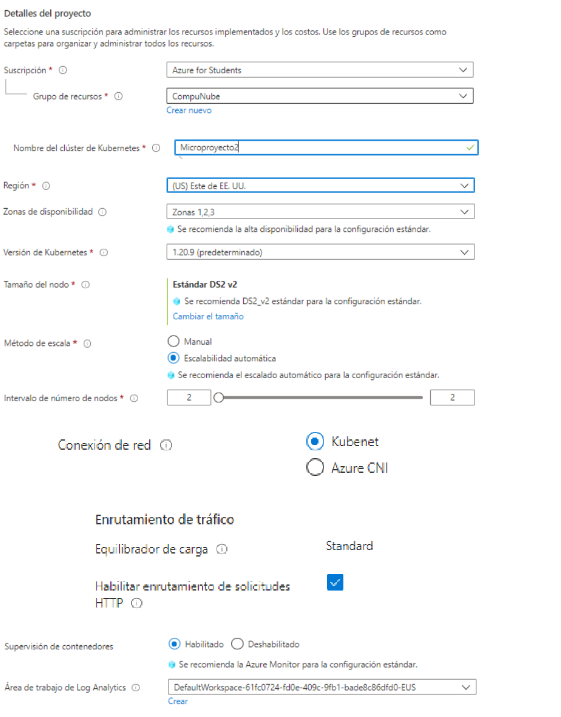 Detalles del proyecto
Seleccione una suscripción para administrar los recursos implementados y los costos. Use los grupos de recursos como
carpetas para organizar y administrar todos los recursos.
Suscripción *
Azure for Students
Grupo de recursos *
CompuNube
Crear nuevo
Nombre del clúster de Kubernetes *
Microproyecto2
Región *
(US) Este de EE. UU.
Zonas de disponibilidad
Zonas 1,2,3
Se recomienda la alta disponibilidad para la configuración estándar.
Versión de Kubernetes *
1.20.9 (predeterminado)
Tamaño del nodo *
Estándar DS2 v2
Se recomienda DS2_v2 estándar para la configuración estándar.
Cambiar el tamaño
Método de escala *
Manual
Escalabilidad automática
Se recomienda el escalado automático para la configuración estándar.
Intervalo de número de nodos *
2
2
Conexión de red
Kubenet
Azure CNI
Enrutamiento de tráfico
Equilibrador de carga
Standard
Habilitar enrutamiento de solicitudes
HTTP
Supervisión de contenedores
Habilitado
Deshabilitado
Se recomienda la Azure Monitor para la configuración estándar.
Área de trabajo de Log Analytics
DefaultWorkspace-61fc0724-fd0e-409c-9fb1-bade8c86dfd0-EUS
Crear